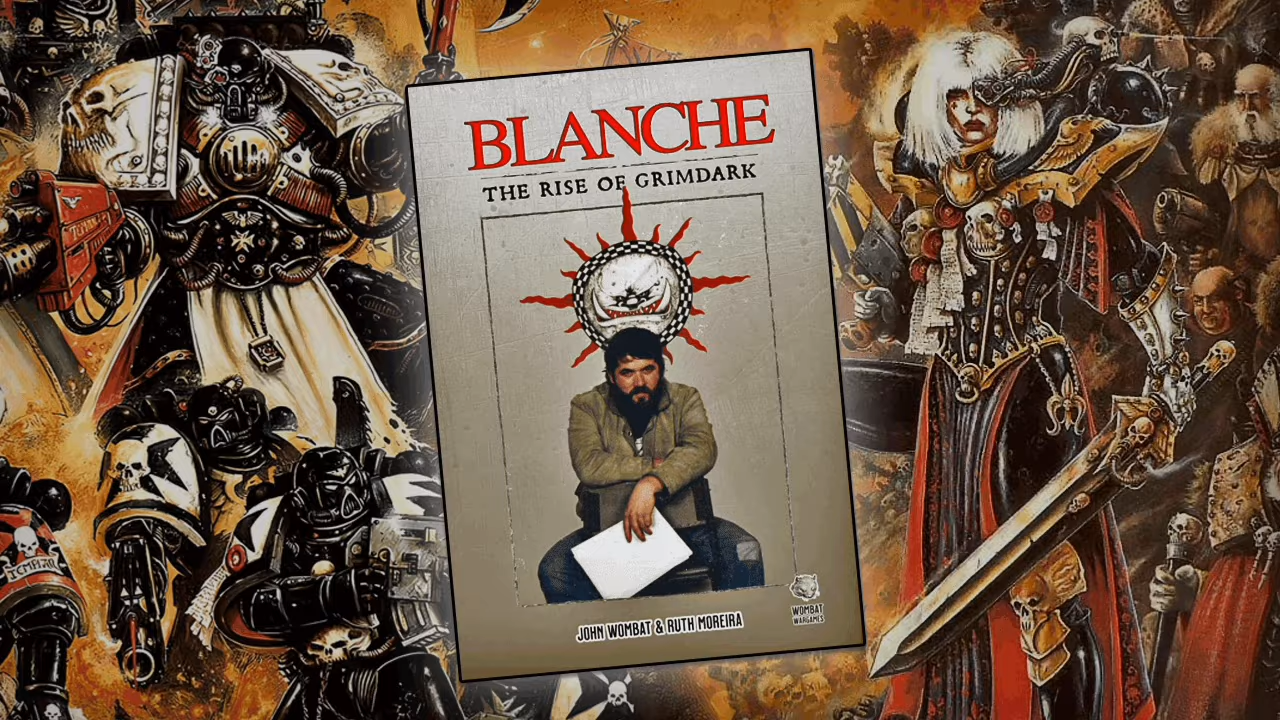 BLANCHE
THE RISE OF GRIMDARK
JOHN WOMBAT & RUTH MOREIRA
WOMBAT
WARGAMES